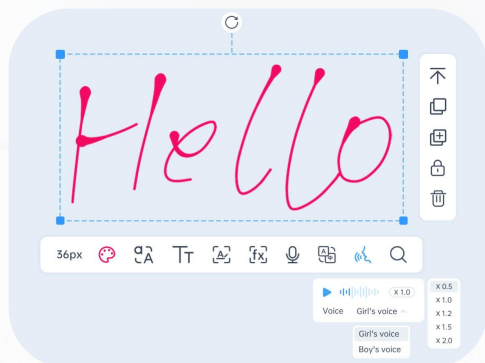 Hello
36px
x 1.0
x 0.5
Voice Girl's voice
x 1.0
x 1.2
Girl's voice
x 1.5
Boy's voice
x 2.0